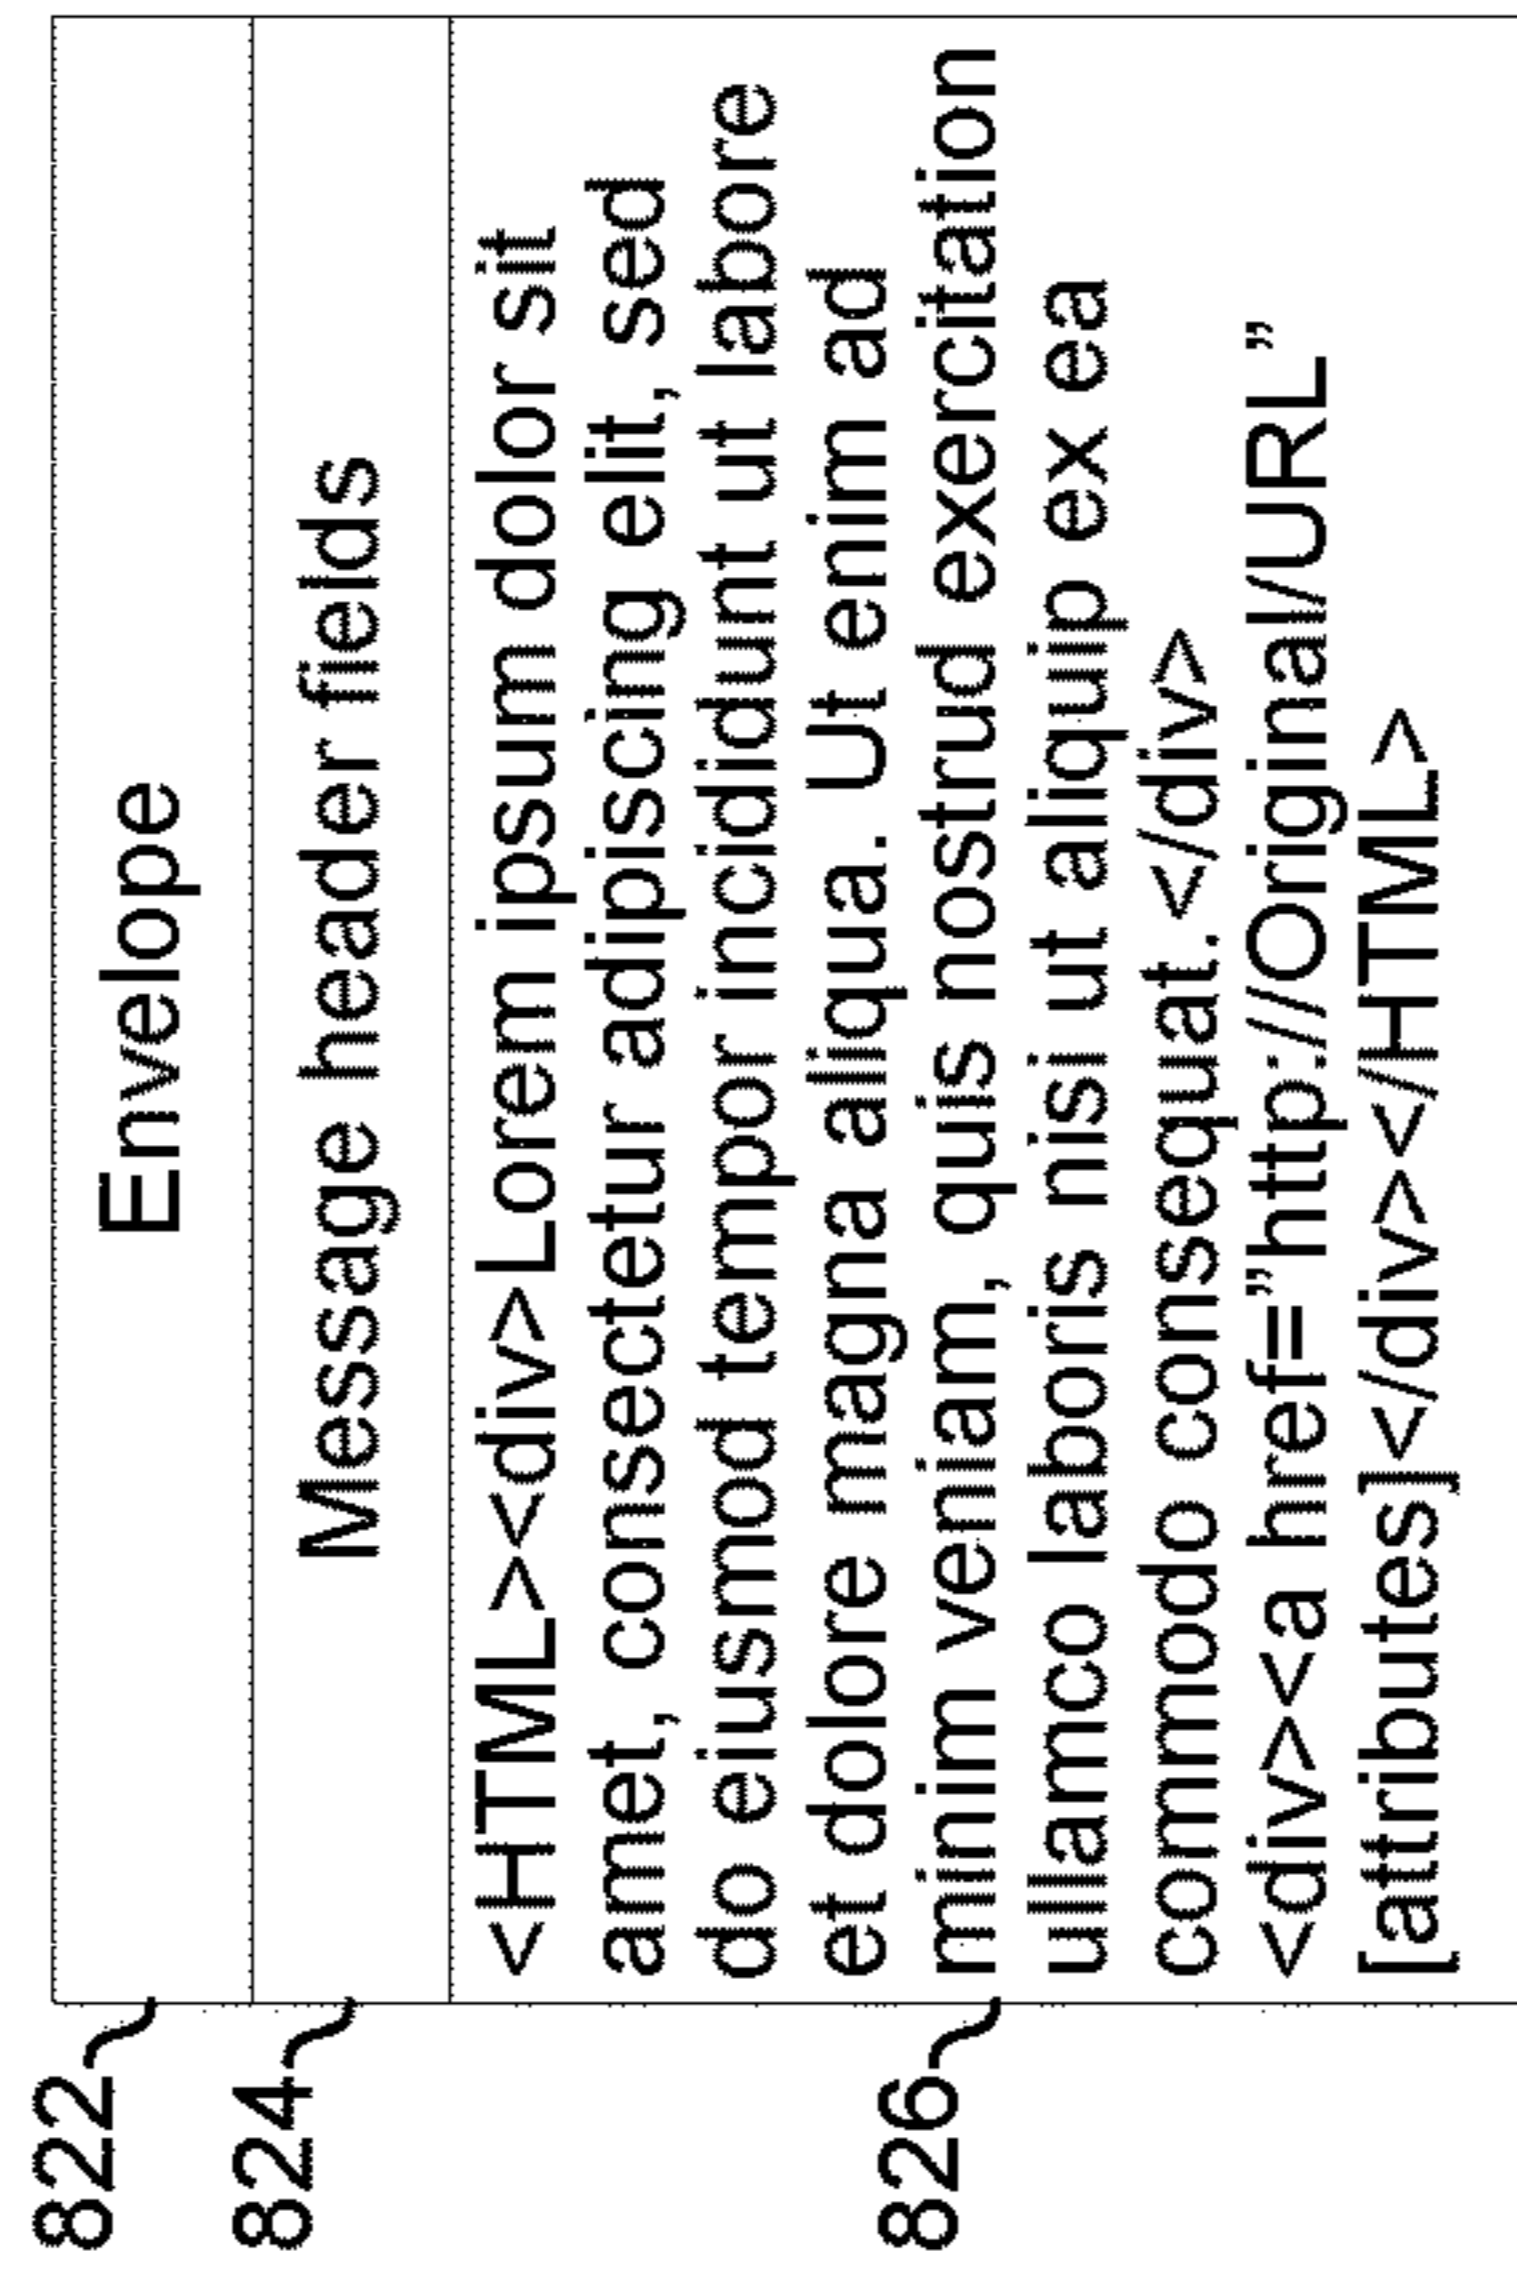 822
Envelope
824
Message header fields
826
<HTML><div>Lorem ipsum dolor sit
amet, consectetur adipiscing elit, sed
do eiusmod tempor incididunt ut labore
et dolore magna aliqua. Ut enim ad
minim veniam, quis nostrud exercitation
ullamco laboris nisi ut aliquip ex ea
commodo consequat.</div>
<div><a href=”http://Original/URL”
[attributes]</div></HTML>